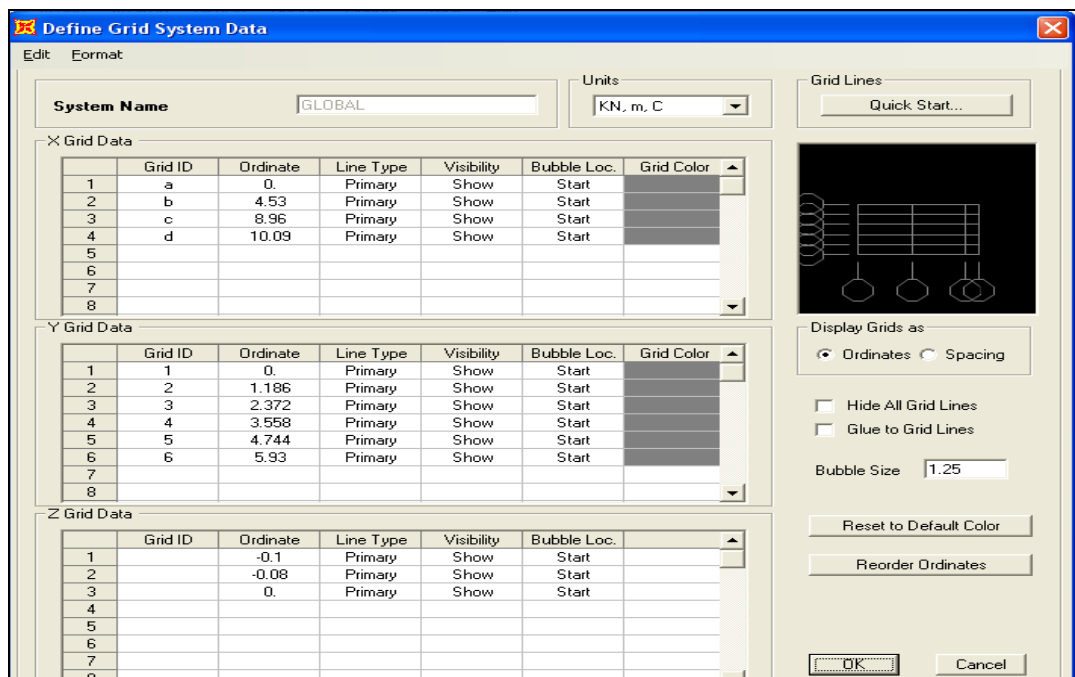 Define Grid System Data
Edit Format
System Name GLOBAL
Units
KN, m, C
Grid Lines
Quick Start...
X Grid Data
Grid ID Ordinate Line Type Visibility Bubble Loc. Grid Color
1 a 0. Primary Show Start
2 b 4.53 Primary Show Start
3 c 8.96 Primary Show Start
4 d 10.09 Primary Show Start
5
6
7
8
Y Grid Data
Grid ID Ordinate Line Type Visibility Bubble Loc. Grid Color
1 1 0. Primary Show Start
2 2 1.186 Primary Show Start
3 3 2.372 Primary Show Start
4 4 3.558 Primary Show Start
5 5 4.744 Primary Show Start
6 6 5.93 Primary Show Start
7
8
Display Grids as
Ordinates Spacing
Hide All Grid Lines
Glue to Grid Lines
Bubble Size 1.25
Z Grid Data
Grid ID Ordinate Line Type Visibility Bubble Loc.
1 -0.1 Primary Show Start
2 -0.08 Primary Show Start
3 0. Primary Show Start
4
5
6
7
Reset to Default Color
Reorder Ordinates
OK Cancel